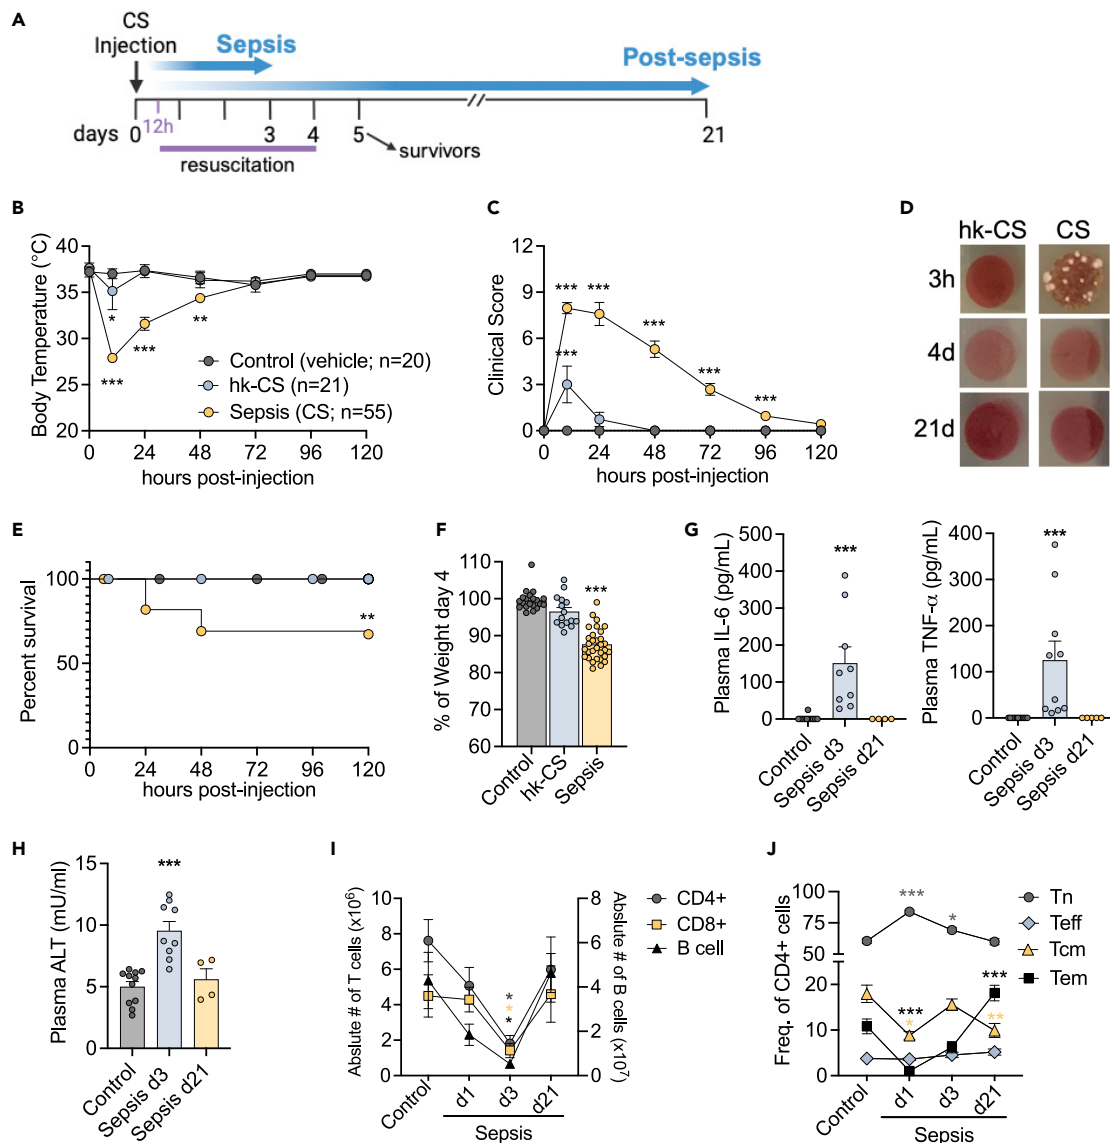 A
CS
Injection
Sepsis
Post-sepsis
days 0 12h 3 4 5 21
survivors
resuscitation
B
Body Temperature (°C)
40
35
30
25
20
*
***
***
**
Control (vehicle; n=20)
hk-CS (n=21)
Sepsis (CS; n=55)
0 24 48 72 96 120
hours post-injection
C
Clinical Score
12
9
6
3
0
*** ***
***
***
***
***
0 24 48 72 96 120
hours post-injection
D
hk-CS CS
3h
4d
21d
E
Percent survival
100
50
0
**
0 24 48 72 96 120
hours post-injection
F
% of Weight day 4
110
100
90
80
70
60
***
Control
hk-CS
Sepsis
G
Plasma IL-6 (pg/mL)
500
400
300
200
100
0
***
Control
Sepsis d3
Sepsis d21
Plasma TNF-α (pg/mL)
400
300
200
100
0
***
Control
Sepsis d3
Sepsis d21
H
Plasma ALT (mU/ml)
15
10
5
0
***
Control
Sepsis d3
Sepsis d21
I
Abslute # of T cells (x10⁶)
10
8
6
4
2
0
*
*
*
8
6
4
2
0
Abslute # of B cells (x10⁷)
CD4+
CD8+
B cell
Control
d1
d3
d21
Sepsis
J
Freq. of CD4+ cells
100
75
50
20
10
0
***
*
***
*
***
**
Tn
Teff
Tcm
Tem
Control
d1
d3
d21
Sepsis